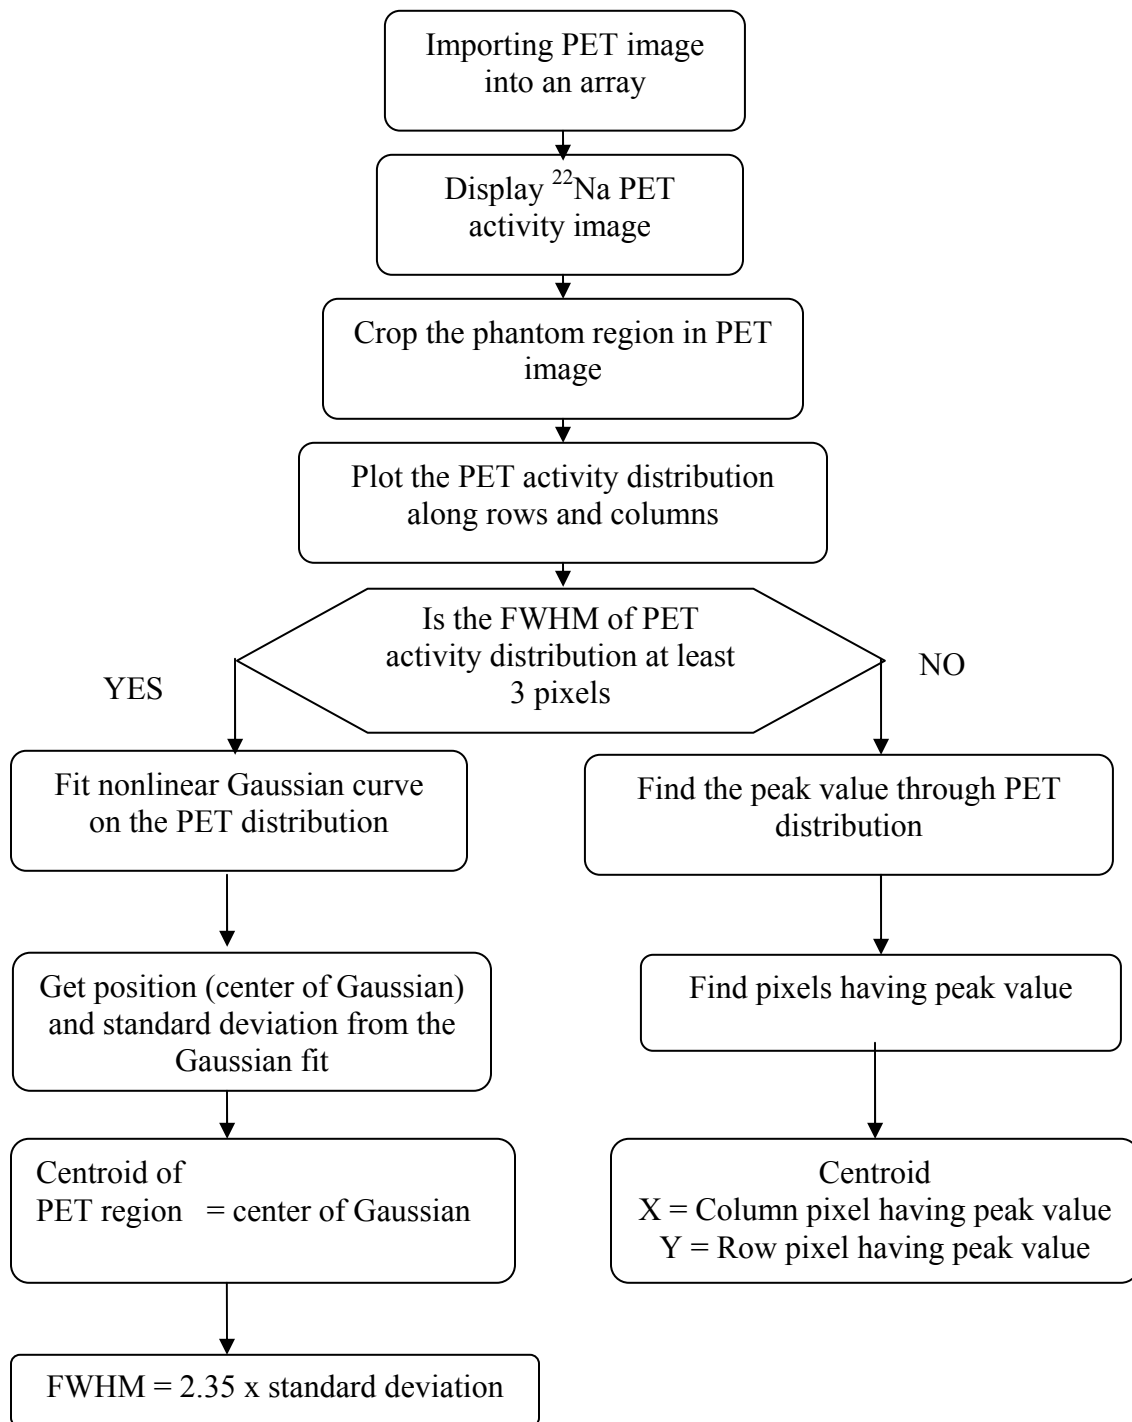 Importing PET image
into an array
Display ²²Na PET
activity image
Crop the phantom region in PET
image
Plot the PET activity distribution
along rows and columns
Is the FWHM of PET
activity distribution at least
3 pixels
YES
NO
Fit nonlinear Gaussian curve
on the PET distribution
Get position (center of Gaussian)
and standard deviation from the
Gaussian fit
Centroid of
PET region = center of Gaussian
FWHM = 2.35 x standard deviation
Find the peak value through PET
distribution
Find pixels having peak value
Centroid
X = Column pixel having peak value
Y = Row pixel having peak value